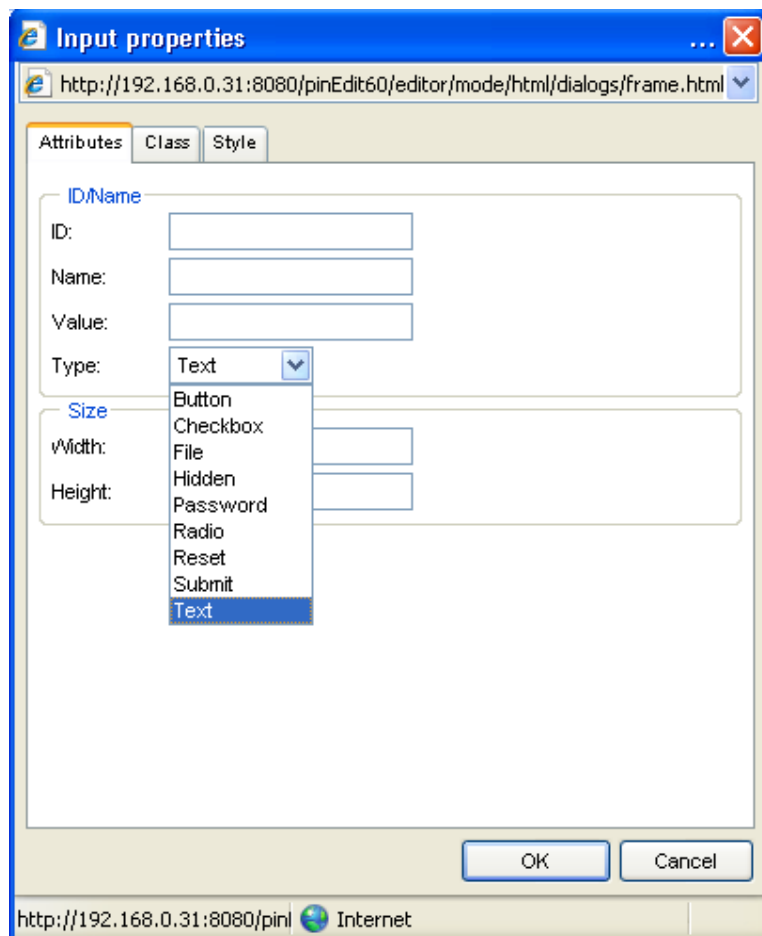 Input properties ...
http://192.168.0.31:8080/pinEdit60/editor/mode/html/dialogs/frame.html
Attributes Class Style
ID/Name
ID:
Name:
Value:
Type: Text
Button
Checkbox
File
Hidden
Password
Radio
Reset
Submit
Text
Size
Width:
Height:
OK Cancel
http://192.168.0.31:8080/pinl Internet